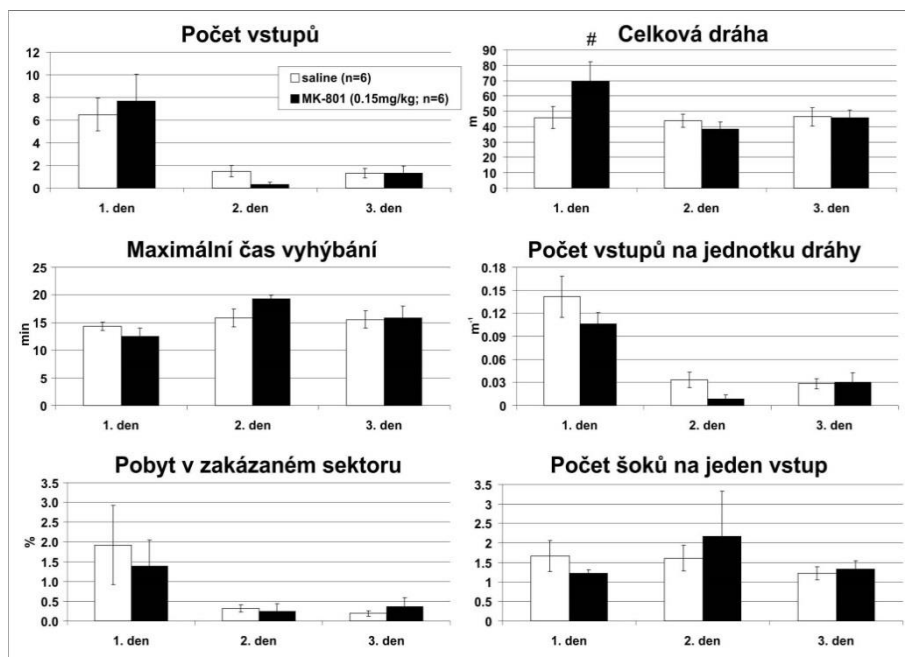 Počet vstupů
12
10
8
6
4
2
0
1. den
2. den
3. den
saline (n=6)
MK-801 (0.15mg/kg; n=6)
#
Celková dráha
m
90
80
70
60
50
40
30
20
10
0
1. den
2. den
3. den
Maximální čas vyhýbání
min
25
20
15
10
5
0
1. den
2. den
3. den
Počet vstupů na jednotku dráhy
m⁻¹
0.18
0.15
0.12
0.09
0.06
0.03
0
1. den
2. den
3. den
Pobyt v zakázaném sektoru
%
3.5
3.0
2.5
2.0
1.5
1.0
0.5
0.0
1. den
2. den
3. den
Počet šoků na jeden vstup
3.5
3
2.5
2
1.5
1
0.5
0
1. den
2. den
3. den